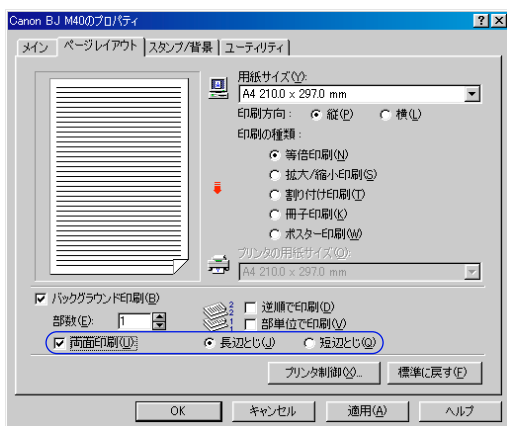 Canon BJ M40のプロパティ
メイン ページレイアウト スタンプ/背景 ユーティリティ
用紙サイズ(Y):
A4 210.0 x 297.0 mm
印刷方向： 縦(P) 横(L)
印刷の種類：
等倍印刷(N)
拡大/縮小印刷(S)
割り付け印刷(T)
冊子印刷(K)
ポスター印刷(W)
プリンタの用紙サイズ(O):
A4 210.0 x 297.0 mm
バックグラウンド印刷(B)
部数(E): 1
2 2 1 1 逆順で印刷(D)
部単位で印刷(V)
両面印刷(U): 長辺とじ(J) 短辺とじ(Q)
プリンタ制御(X)... 標準に戻す(F)
OK キャンセル 適用(A) ヘルプ